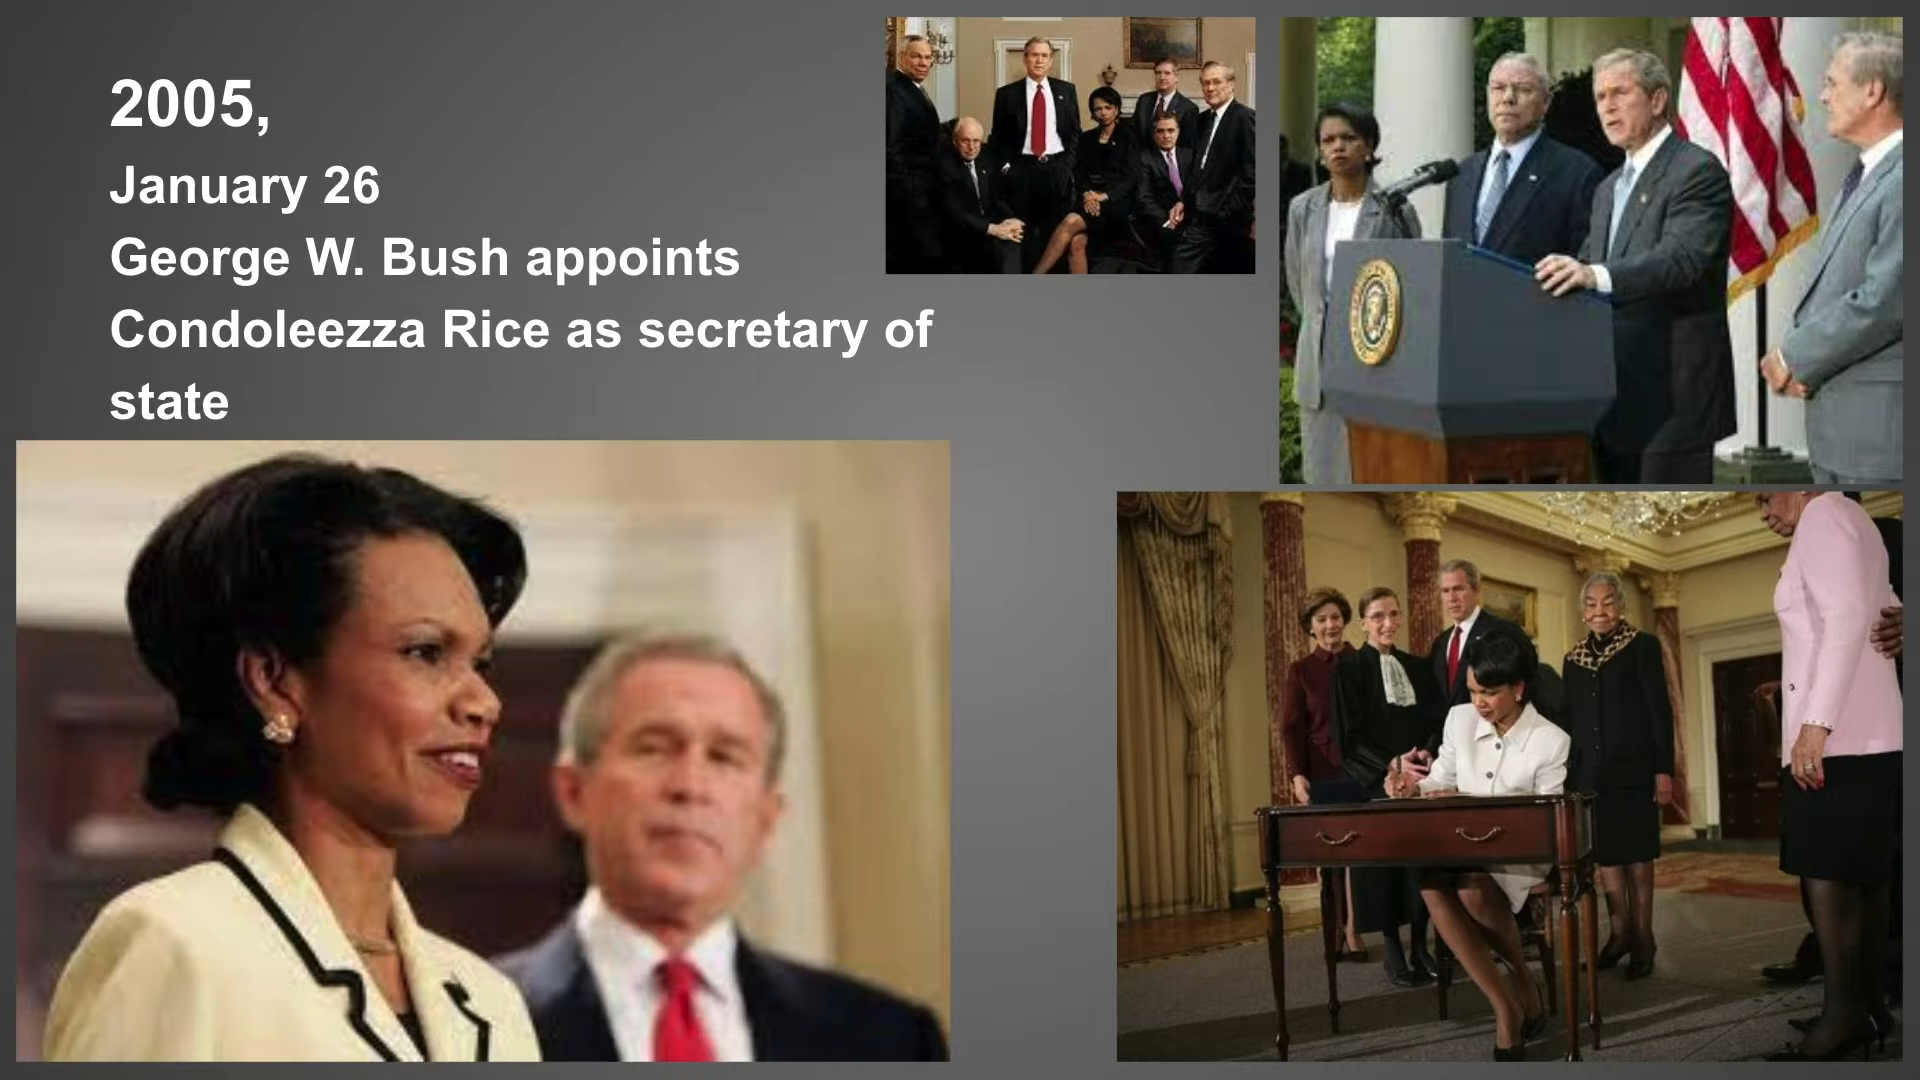 2005,
January 26
George W. Bush appoints
Condoleezza Rice as secretary of
state